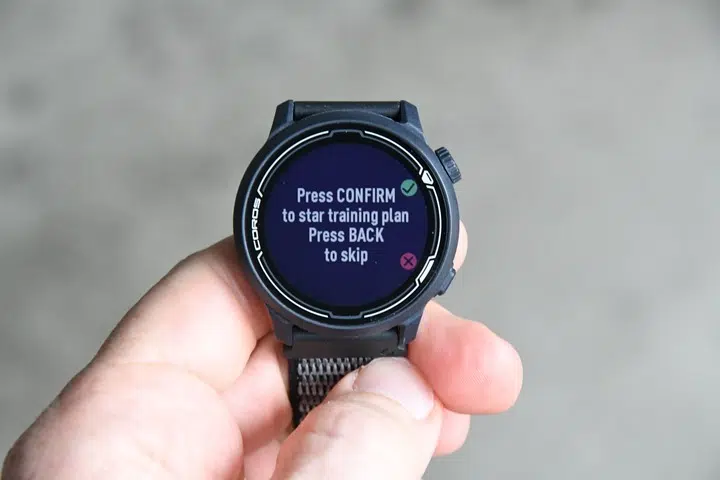 COROS
Press CONFIRM
to star training plan
Press BACK
to skip